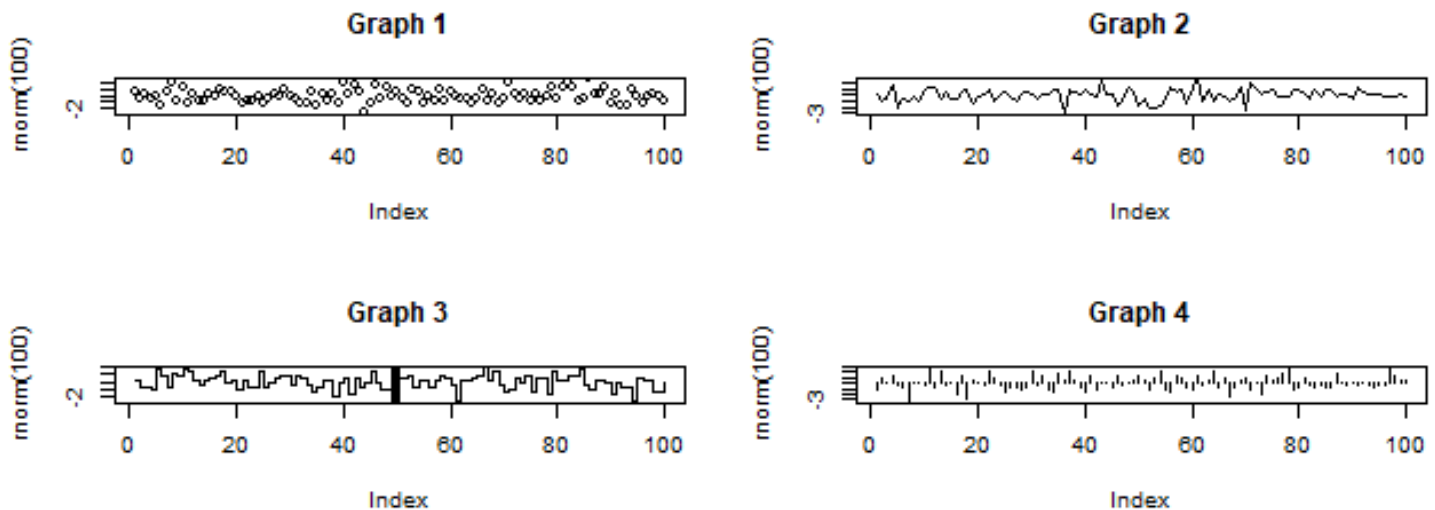 Graph 1
rnorm(100)
-2
0 20 40 60 80 100
Index
Graph 2
rnorm(100)
-3
0 20 40 60 80 100
Index
Graph 3
rnorm(100)
-2
0 20 40 60 80 100
Index
Graph 4
rnorm(100)
-3
0 20 40 60 80 100
Index